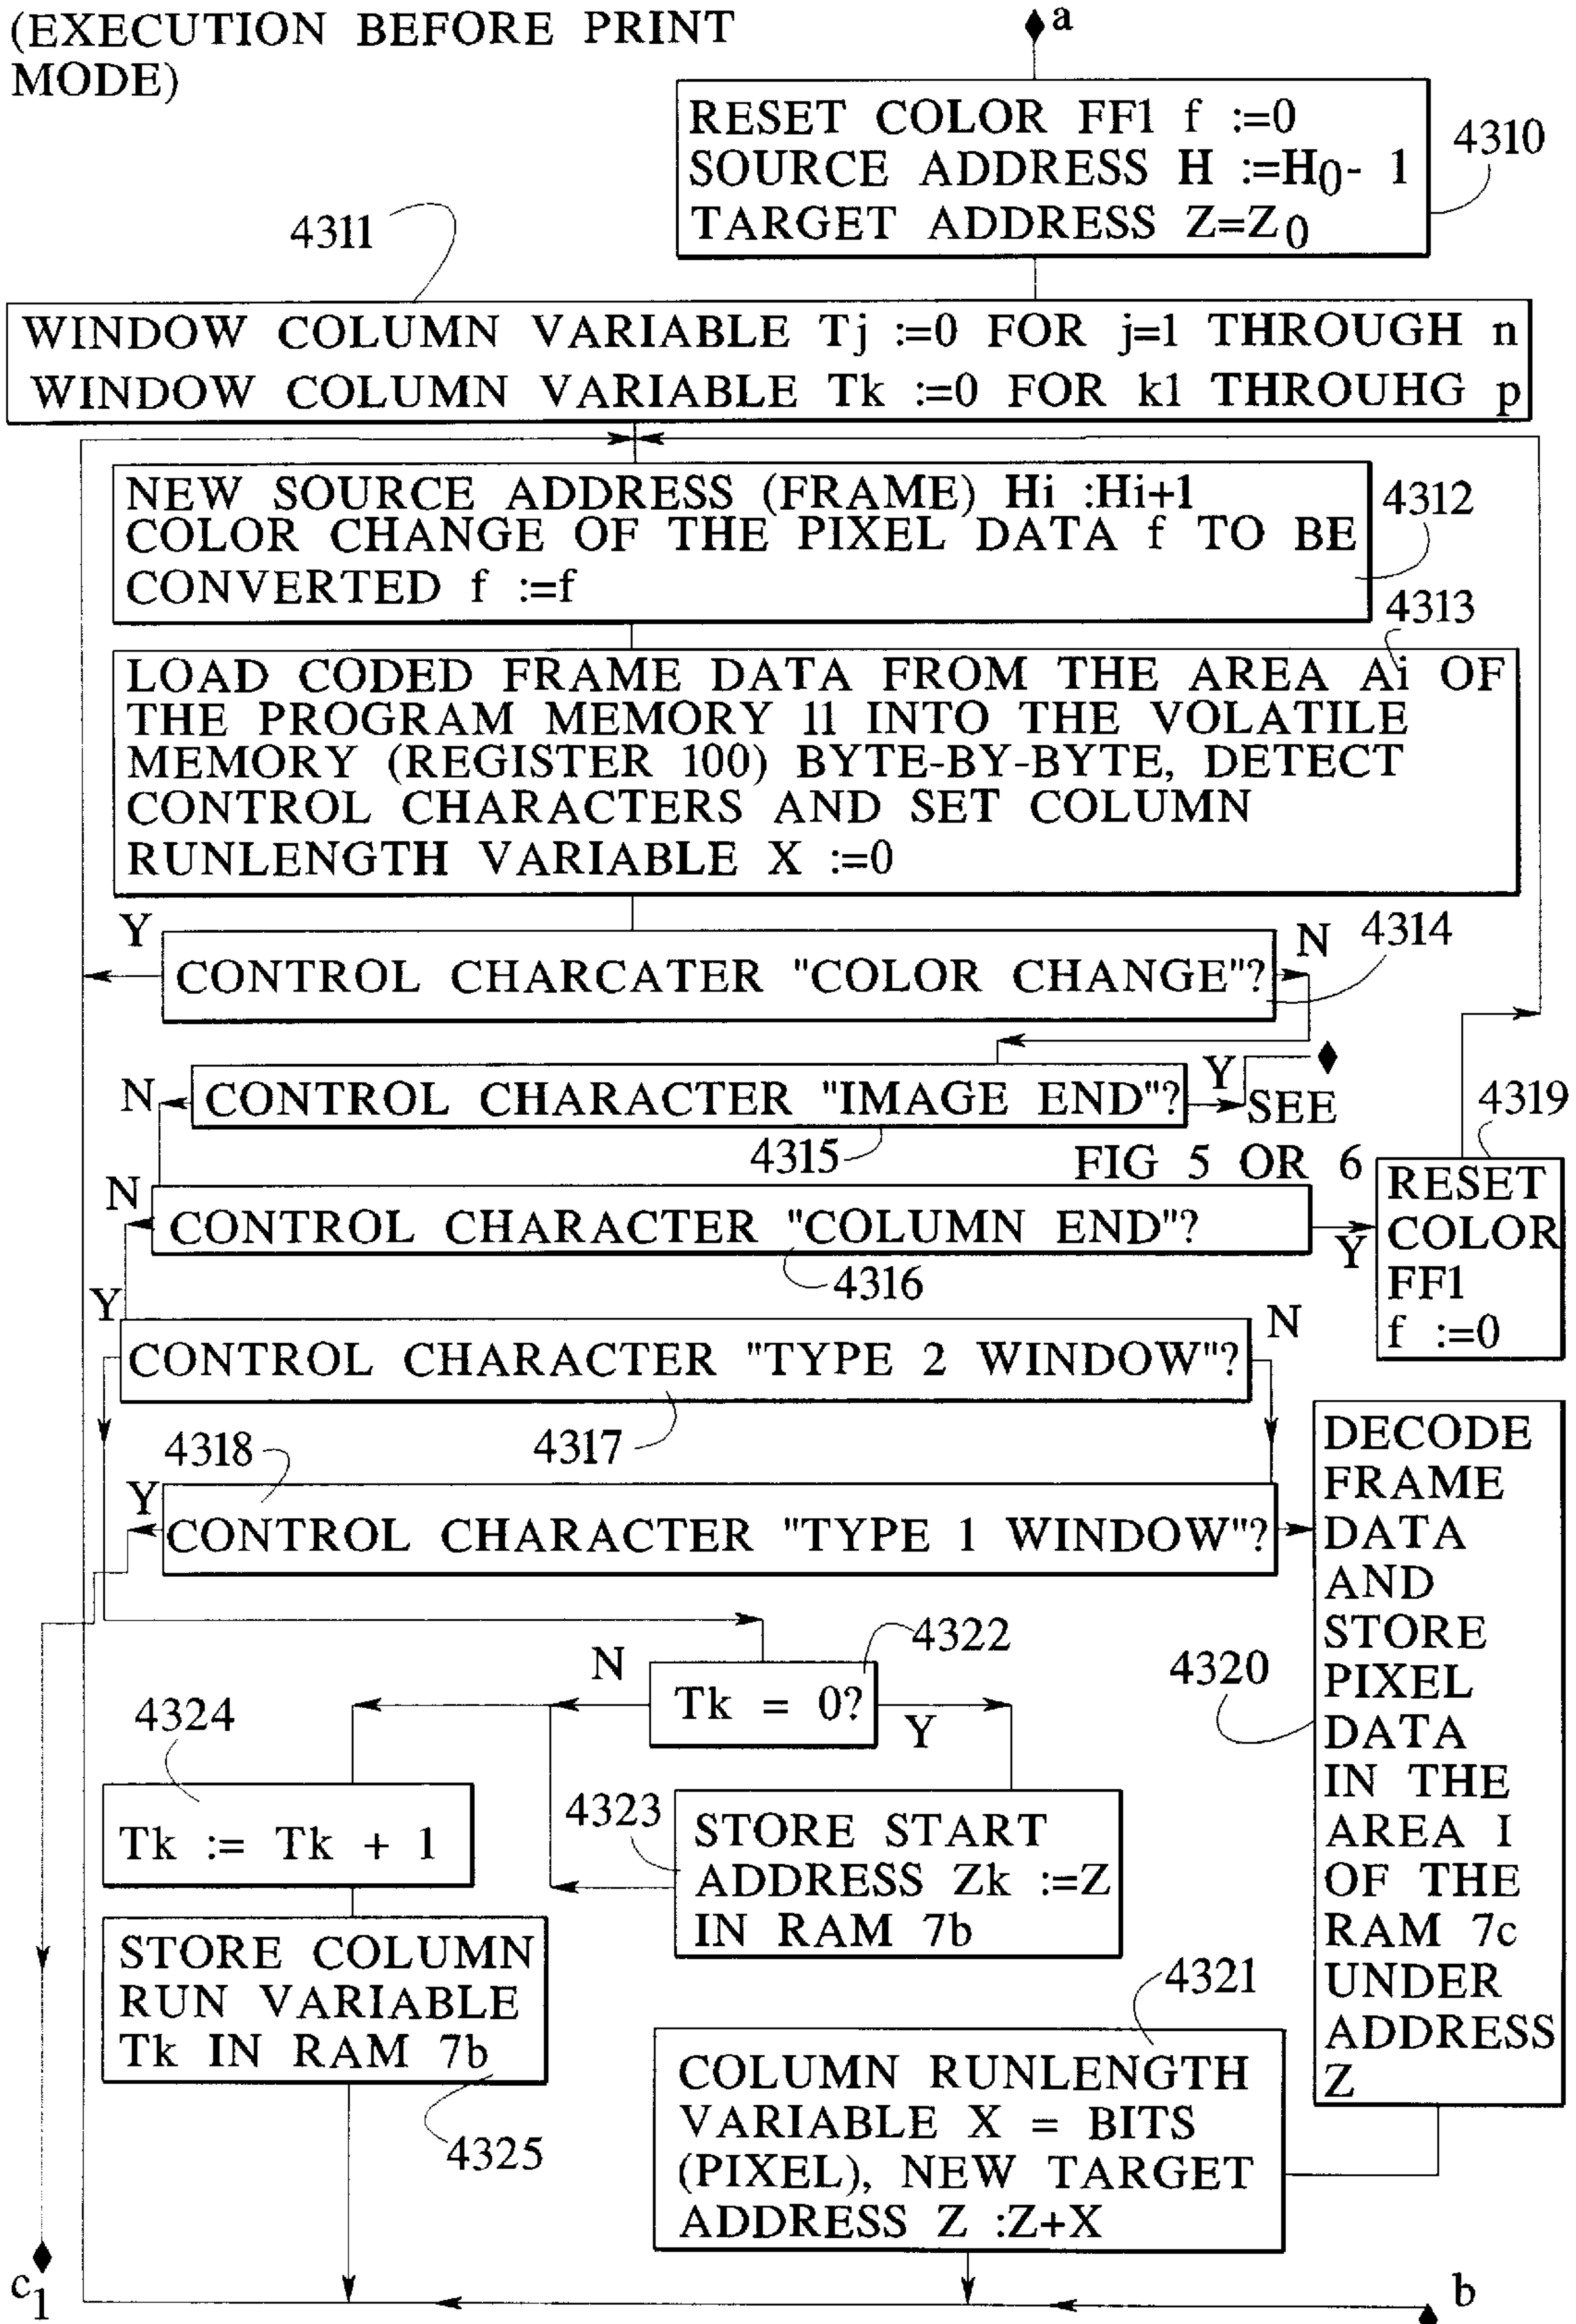 (EXECUTION BEFORE PRINT
MODE)
a
RESET COLOR FF1 f :=0
SOURCE ADDRESS H :=H0- 1
TARGET ADDRESS Z=Z0
4310
4311
WINDOW COLUMN VARIABLE Tj :=0 FOR j=1 THROUGH n
WINDOW COLUMN VARIABLE Tk :=0 FOR k1 THROUHG p
NEW SOURCE ADDRESS (FRAME) Hi :Hi+1
COLOR CHANGE OF THE PIXEL DATA f TO BE
CONVERTED f :=f
4312
4313
LOAD CODED FRAME DATA FROM THE AREA Ai OF
THE PROGRAM MEMORY 11 INTO THE VOLATILE
MEMORY (REGISTER 100) BYTE-BY-BYTE, DETECT
CONTROL CHARACTERS AND SET COLUMN
RUNLENGTH VARIABLE X :=0
Y
CONTROL CHARCATER "COLOR CHANGE"?
N
4314
N
CONTROL CHARACTER "IMAGE END"?
Y
SEE
FIG 5 OR 6
4315
4319
RESET
COLOR
FF1
f :=0
N
CONTROL CHARACTER "COLUMN END"?
Y
4316
Y
CONTROL CHARACTER "TYPE 2 WINDOW"?
N
4317
4318
Y
CONTROL CHARACTER "TYPE 1 WINDOW"?
DECODE
FRAME
DATA
AND
STORE
PIXEL
DATA
IN THE
AREA I
OF THE
RAM 7c
UNDER
ADDRESS
Z
4320
4322
N
Tk = 0?
Y
4324
Tk := Tk + 1
4323
STORE START
ADDRESS Zk :=Z
IN RAM 7b
STORE COLUMN
RUN VARIABLE
Tk IN RAM 7b
4325
4321
COLUMN RUNLENGTH
VARIABLE X = BITS
(PIXEL), NEW TARGET
ADDRESS Z :Z+X
c1
b